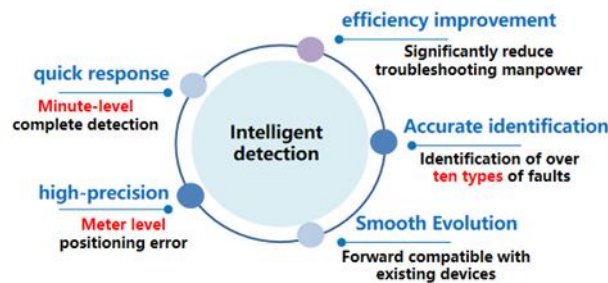 efficiency improvement
Significantly reduce
troubleshooting manpower
quick response
Minute-level
complete detection
Intelligent
detection
Accurate identification
Identification of over
ten types of faults
high-precision
Meter level
positioning error
Smooth Evolution
Forward compatible with
existing devices